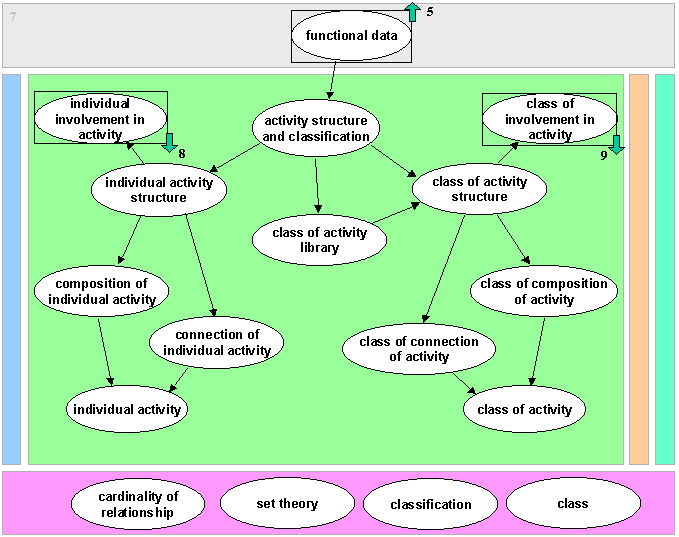 7
functional data
5
individual
involvement in
activity
8
activity structure
and classification
class of
involvement in
activity
9
individual activity
structure
class of activity
structure
class of activity
library
composition of
individual activity
class of composition
of activity
connection of
individual activity
class of connection
of activity
individual activity
class of activity
cardinality of
relationship
set theory
classification
class